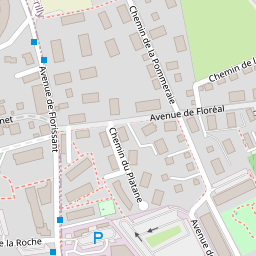 rilly
Chemin de la Pommeraie
Chemin de l
Avenue de Florissant
Avenue de Floréal
net
Chemin du Platane
e la Roche
P
Avenue de